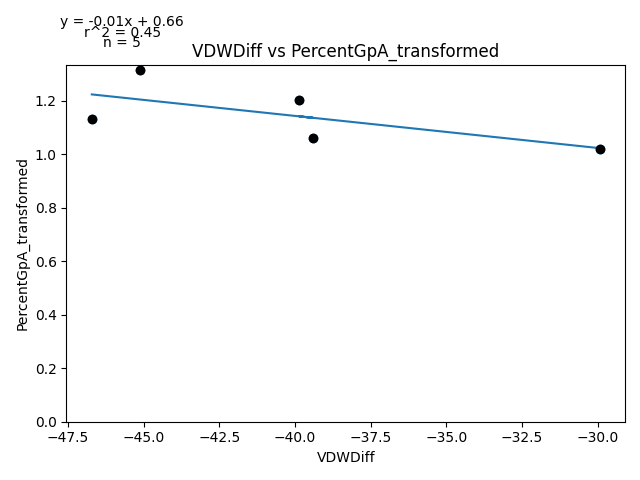 y = -0.01x + 0.66
r^2 = 0.45
n = 5
VDWDiff vs PercentGpA_transformed
PercentGpA_transformed
1.2
1.0
0.8
0.6
0.4
0.2
0.0
−47.5 −45.0 −42.5 −40.0 −37.5 −35.0 −32.5 −30.0
VDWDiff